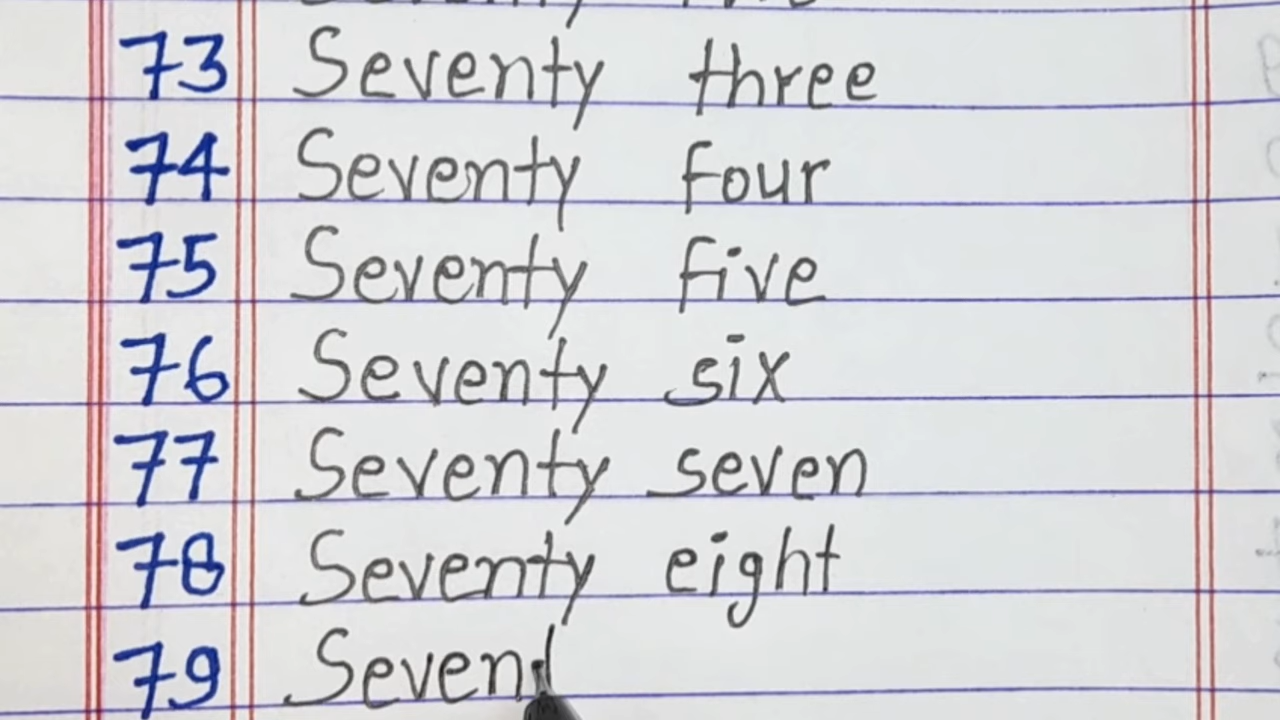 73 Seventy three
74 Seventy four
75 Seventy five
76 Seventy six
77 Seventy seven
78 Seventy eight
79 Sevent